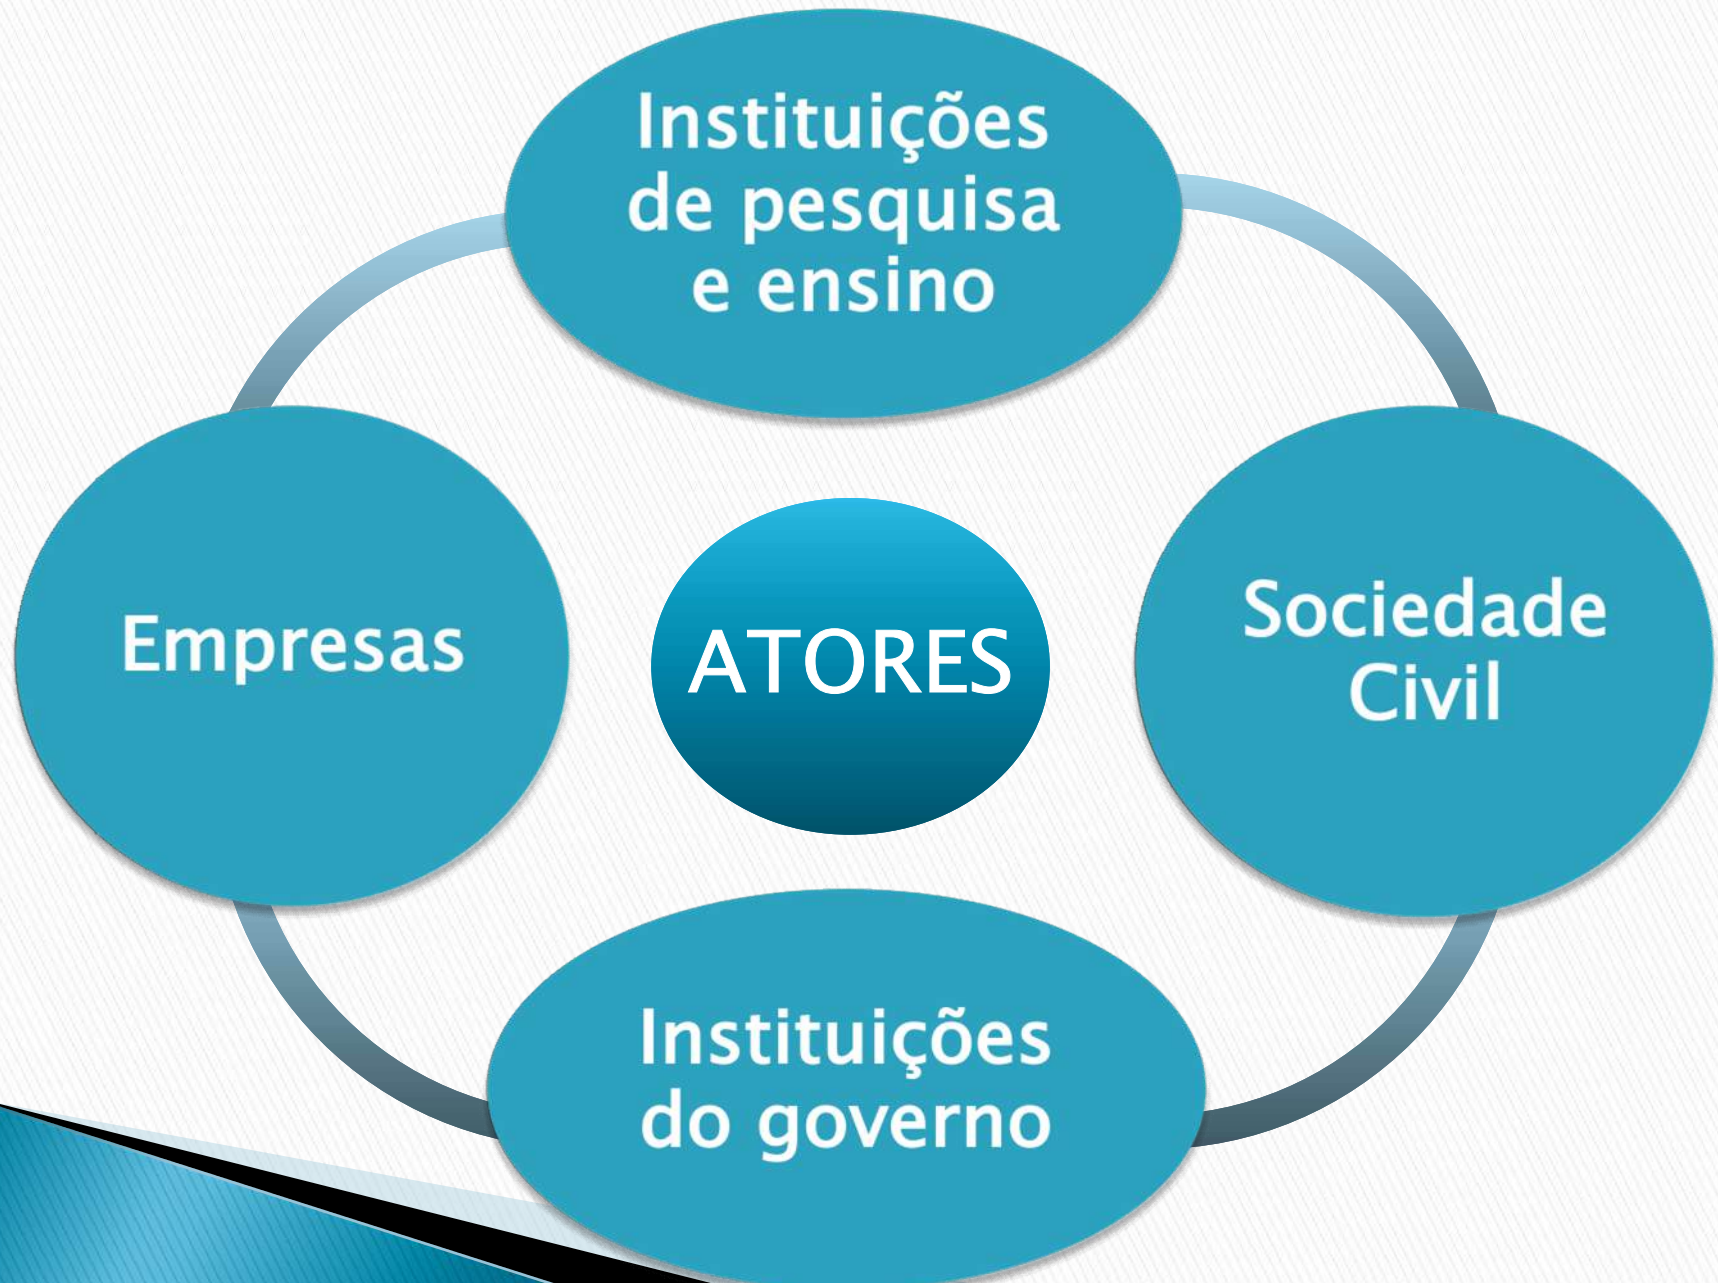 Instituições
de pesquisa
e ensino
Empresas
ATORES
Sociedade
Civil
Instituições
do governo